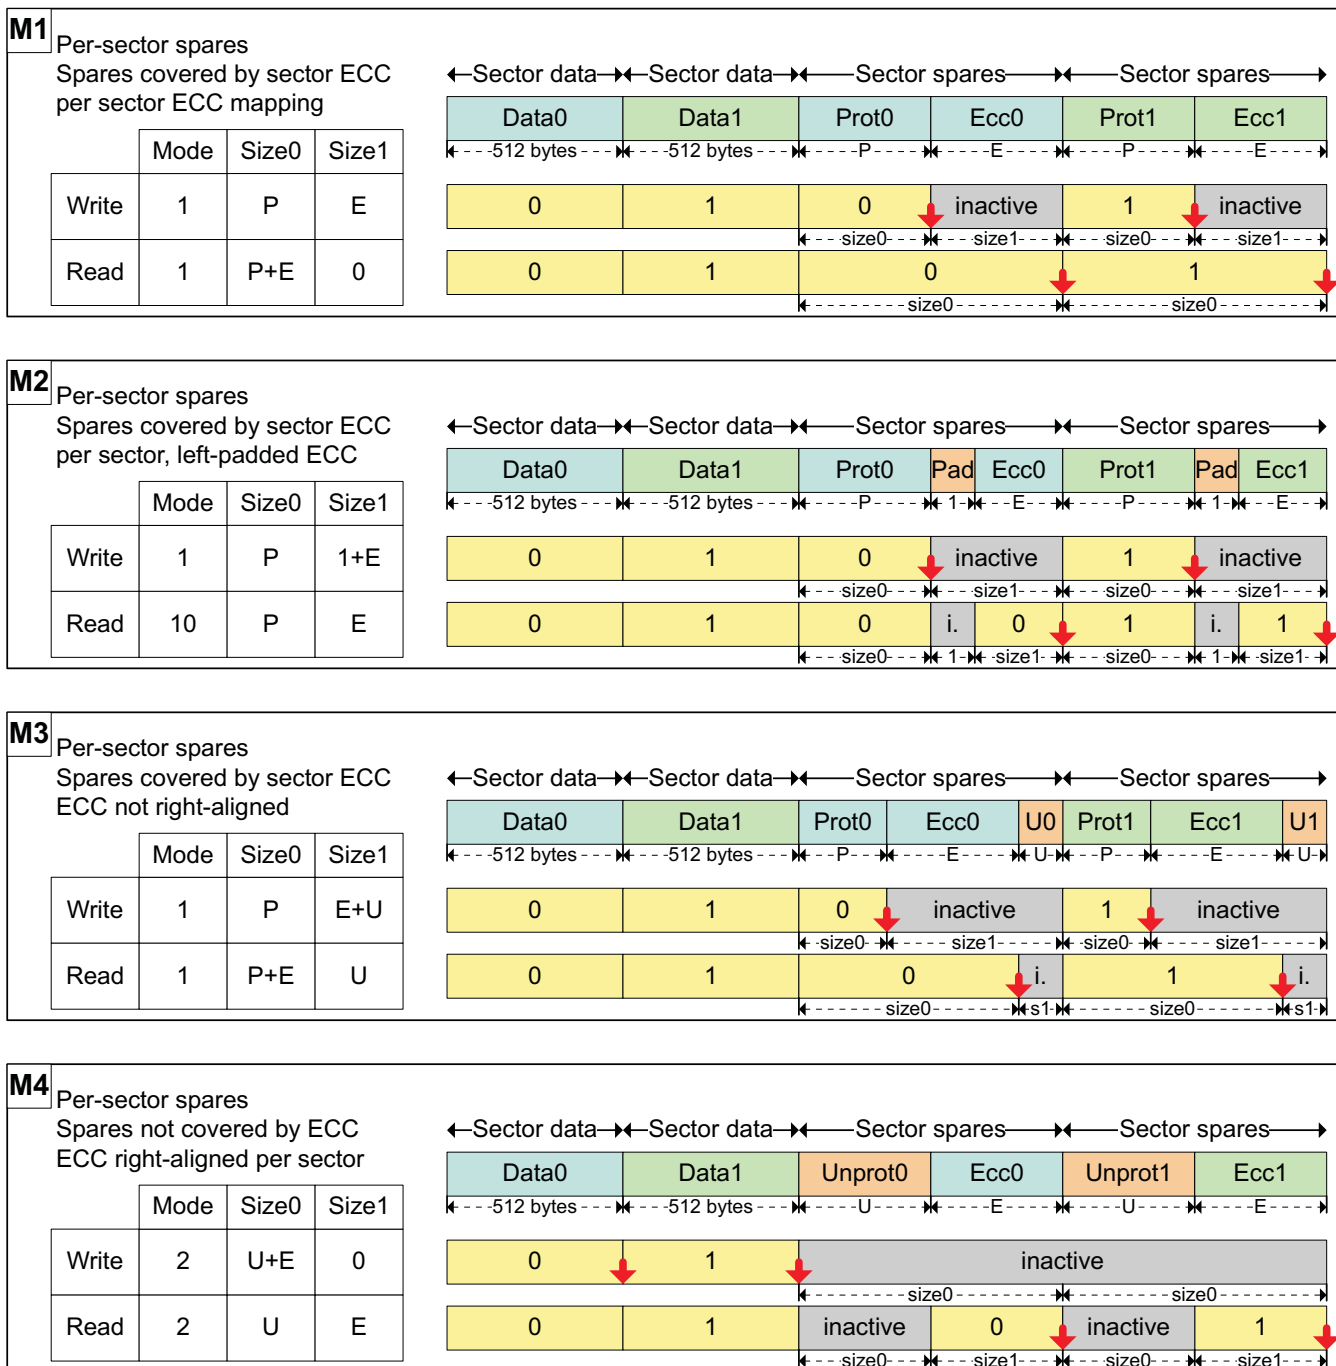 M1
Per-sector spares
Spares covered by sector ECC
per sector ECC mapping
Mode Size0 Size1
Write 1 P E
Read 1 P+E 0
Sector data Sector data Sector spares Sector spares
Data0 Data1 Prot0 Ecc0 Prot1 Ecc1
512 bytes 512 bytes P E P E
0 1 0 inactive 1 inactive
size0 size1 size0 size1
0 1 0 1
size0 size0
M2
Per-sector spares
Spares covered by sector ECC
per sector, left-padded ECC
Mode Size0 Size1
Write 1 P 1+E
Read 10 P E
Sector data Sector data Sector spares Sector spares
Data0 Data1 Prot0 Pad Ecc0 Prot1 Pad Ecc1
512 bytes 512 bytes P 1 E P 1 E
0 1 0 inactive 1 inactive
size0 size1 size0 size1
0 1 0 i. 0 1 i. 1
size0 1 size1 size0 1 size1
M3
Per-sector spares
Spares covered by sector ECC
ECC not right-aligned
Mode Size0 Size1
Write 1 P E+U
Read 1 P+E U
Sector data Sector data Sector spares Sector spares
Data0 Data1 Prot0 Ecc0 U0 Prot1 Ecc1 U1
512 bytes 512 bytes P E U P E U
0 1 0 inactive 1 inactive
size0 size1 size0 size1
0 1 0 i. 1 i.
size0 s1 size0 s1
M4
Per-sector spares
Spares not covered by ECC
ECC right-aligned per sector
Mode Size0 Size1
Write 2 U+E 0
Read 2 U E
Sector data Sector data Sector spares Sector spares
Data0 Data1 Unprot0 Ecc0 Unprot1 Ecc1
512 bytes 512 bytes U E U E
0 1 inactive
size0 size0
0 1 inactive 0 inactive 1
size0 size1 size0 size1